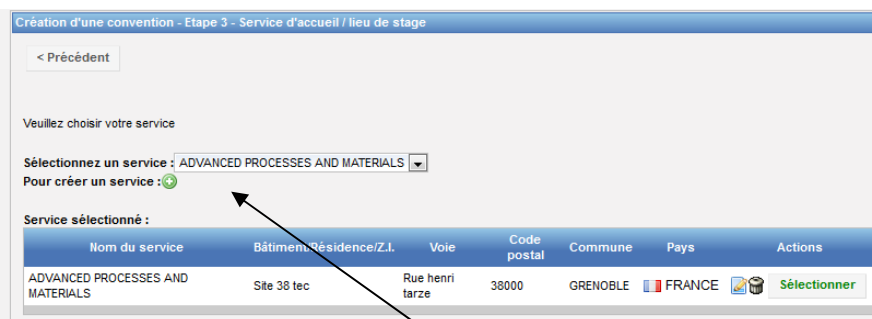 Création d'une convention - Etape 3 - Service d'accueil / lieu de stage
< Précédent
Veuillez choisir votre service
Sélectionnez un service : ADVANCED PROCESSES AND MATERIALS
Pour créer un service :
Service sélectionné :
Nom du service Bâtiment/Résidence/Z.I. Voie Code postal Commune Pays Actions
ADVANCED PROCESSES AND MATERIALS Site 38 tec Rue henri tarze 38000 GRENOBLE FRANCE Sélectionner